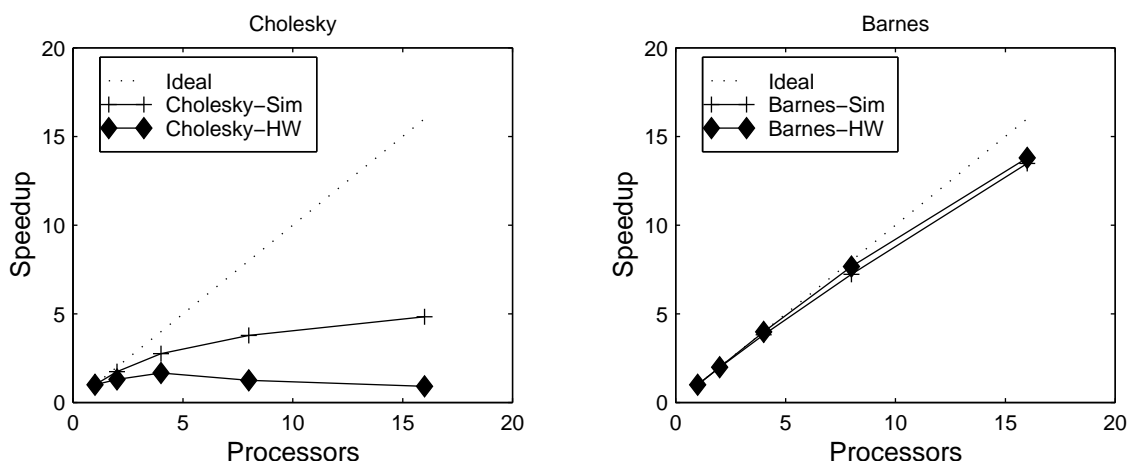 Cholesky
20
15
10
5
0
Speedup
Ideal
Cholesky−Sim
Cholesky−HW
0 5 10 15 20
Processors
Barnes
20
15
10
5
0
Speedup
Ideal
Barnes−Sim
Barnes−HW
0 5 10 15 20
Processors